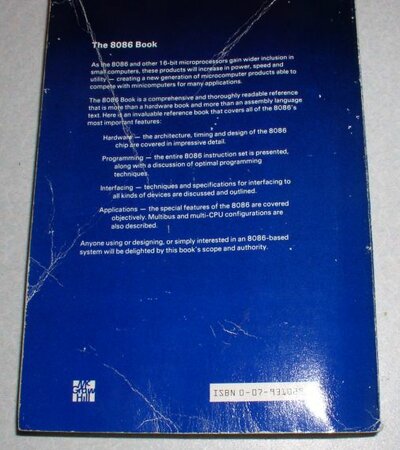 The 8086 Book
As the 8086 and other 16-bit microprocessors gain wider inclusion in
small computers, these products will increase in power, speed and
utility — creating a new generation of microcomputer products able to
compete with minicomputers for many applications.
The 8086 Book is a comprehensive and thoroughly readable reference
that is more than a hardware book and more than an assembly language
text. Here is an invaluable reference book that covers all of the 8086's
most important features:
Hardware — the architecture, timing and design of the 8086
chip are covered in impressive detail.
Programming — the entire 8086 instruction set is presented,
along with a discussion of optimal programming
techniques.
Interfacing — techniques and specifications for interfacing to
all kinds of devices are discussed and outlined.
Applications — the special features of the 8086 are covered
objectively. Multibus and multi-CPU configurations are
also described.
Anyone using or designing, or simply interested in an 8086-based
system will be delighted by this book's scope and authority.
Mc
Graw
Hill
ISBN 0-07-931029